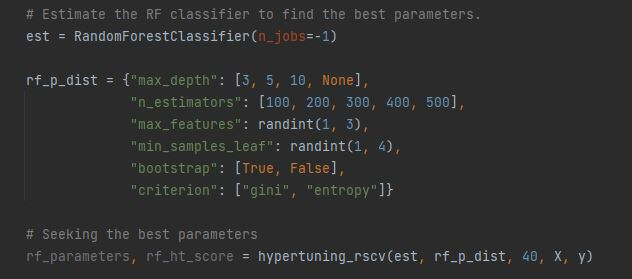 # Estimate the RF classifier to find the best parameters.
est = RandomForestClassifier(n_jobs=-1)
rf_p_dist = {"max_depth": [3, 5, 10, None],
"n_estimators": [100, 200, 300, 400, 500],
"max_features": randint(1, 3),
"min_samples_leaf": randint(1, 4),
"bootstrap": [True, False],
"criterion": ["gini", "entropy"]}
# Seeking the best parameters
rf_parameters, rf_ht_score = hypertuning_rscv(est, rf_p_dist, 40, X, y)